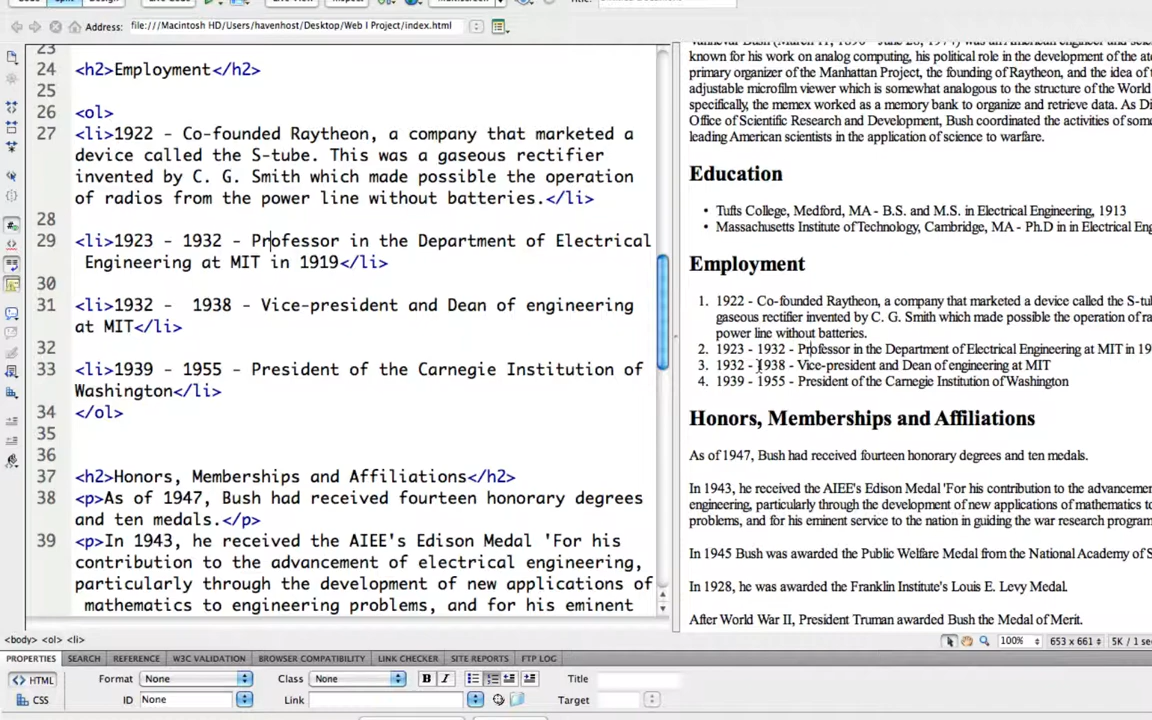 Address: file:///Macintosh HD/Users/havenhost/Desktop/Web I Project/index.html
Title:
23
24 <h2>Employment</h2>
25
26 <ol>
27 <li>1922 - Co-founded Raytheon, a company that marketed a
device called the S-tube. This was a gaseous rectifier
invented by C. G. Smith which made possible the operation
of radios from the power line without batteries.</li>
28
29 <li>1923 - 1932 - Professor in the Department of Electrical
Engineering at MIT in 1919</li>
30
31 <li>1932 -  1938 - Vice-president and Dean of engineering
at MIT</li>
32
33 <li>1939 - 1955 - President of the Carnegie Institution of
Washington</li>
34 </ol>
35
36
37 <h2>Honors, Memberships and Affiliations</h2>
38 <p>As of 1947, Bush had received fourteen honorary degrees
and ten medals.</p>
39 <p>In 1943, he received the AIEE's Edison Medal 'For his
contribution to the advancement of electrical engineering,
particularly through the development of new applications of
mathematics to engineering problems, and for his eminent
known for his work on analog computing, his political role in the development of the
primary organizer of the Manhattan Project, the founding of Raytheon, and the idea of
adjustable microfilm viewer which is somewhat analogous to the structure of the World
specifically, the memex worked as a memory bank to organize and retrieve data. As
Office of Scientific Research and Development, Bush coordinated the activities of
leading American scientists in the application of science to warfare.
Education
• Tufts College, Medford, MA - B.S. and M.S. in Electrical Engineering, 1913
• Massachusetts Institute of Technology, Cambridge, MA - Ph.D in in Electrical
Employment
1. 1922 - Co-founded Raytheon, a company that marketed a device called the
gaseous rectifier invented by C. G. Smith which made possible the operation of
power line without batteries.
2. 1923 - 1932 - Professor in the Department of Electrical Engineering at MIT in
3. 1932 - 1938 - Vice-president and Dean of engineering at MIT
4. 1939 - 1955 - President of the Carnegie Institution of Washington
Honors, Memberships and Affiliations
As of 1947, Bush had received fourteen honorary degrees and ten medals.
In 1943, he received the AIEE's Edison Medal 'For his contribution to the
engineering, particularly through the development of new applications of mathematics to
problems, and for his eminent service to the nation in guiding the war research
In 1945 Bush was awarded the Public Welfare Medal from the National Academy of
In 1928, he was awarded the Franklin Institute's Louis E. Levy Medal.
After World War II, President Truman awarded Bush the Medal of Merit.
<body> <ol> <li>
100% 653 x 661 5K / 1
PROPERTIES SEARCH REFERENCE W3C VALIDATION BROWSER COMPATIBILITY LINK CHECKER SITE REPORTS FTP LOG
<> HTML Format None Class None B I Title
CSS ID None Link Target